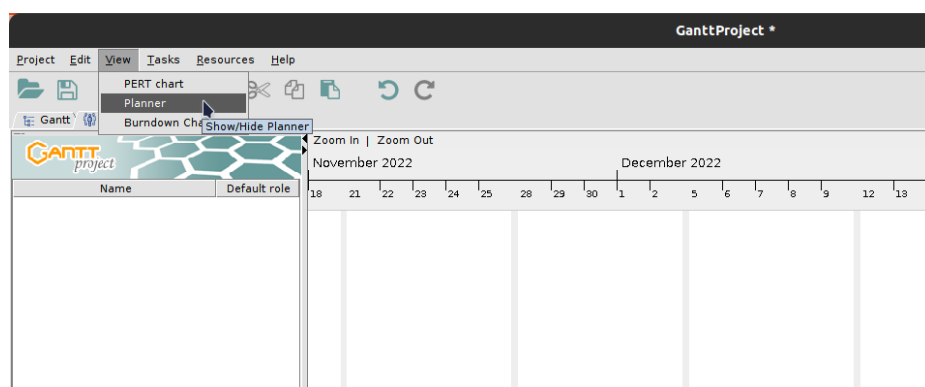 GanttProject *
Project Edit View Tasks Resources Help
PERT chart
Planner
Burndown Cha
Show/Hide Planner
Gantt
Zoom In | Zoom Out
GANTT
project
November 2022 December 2022
Name Default role
18 21 22 23 24 25 28 29 30 1 2 5 6 7 8 9 12 13